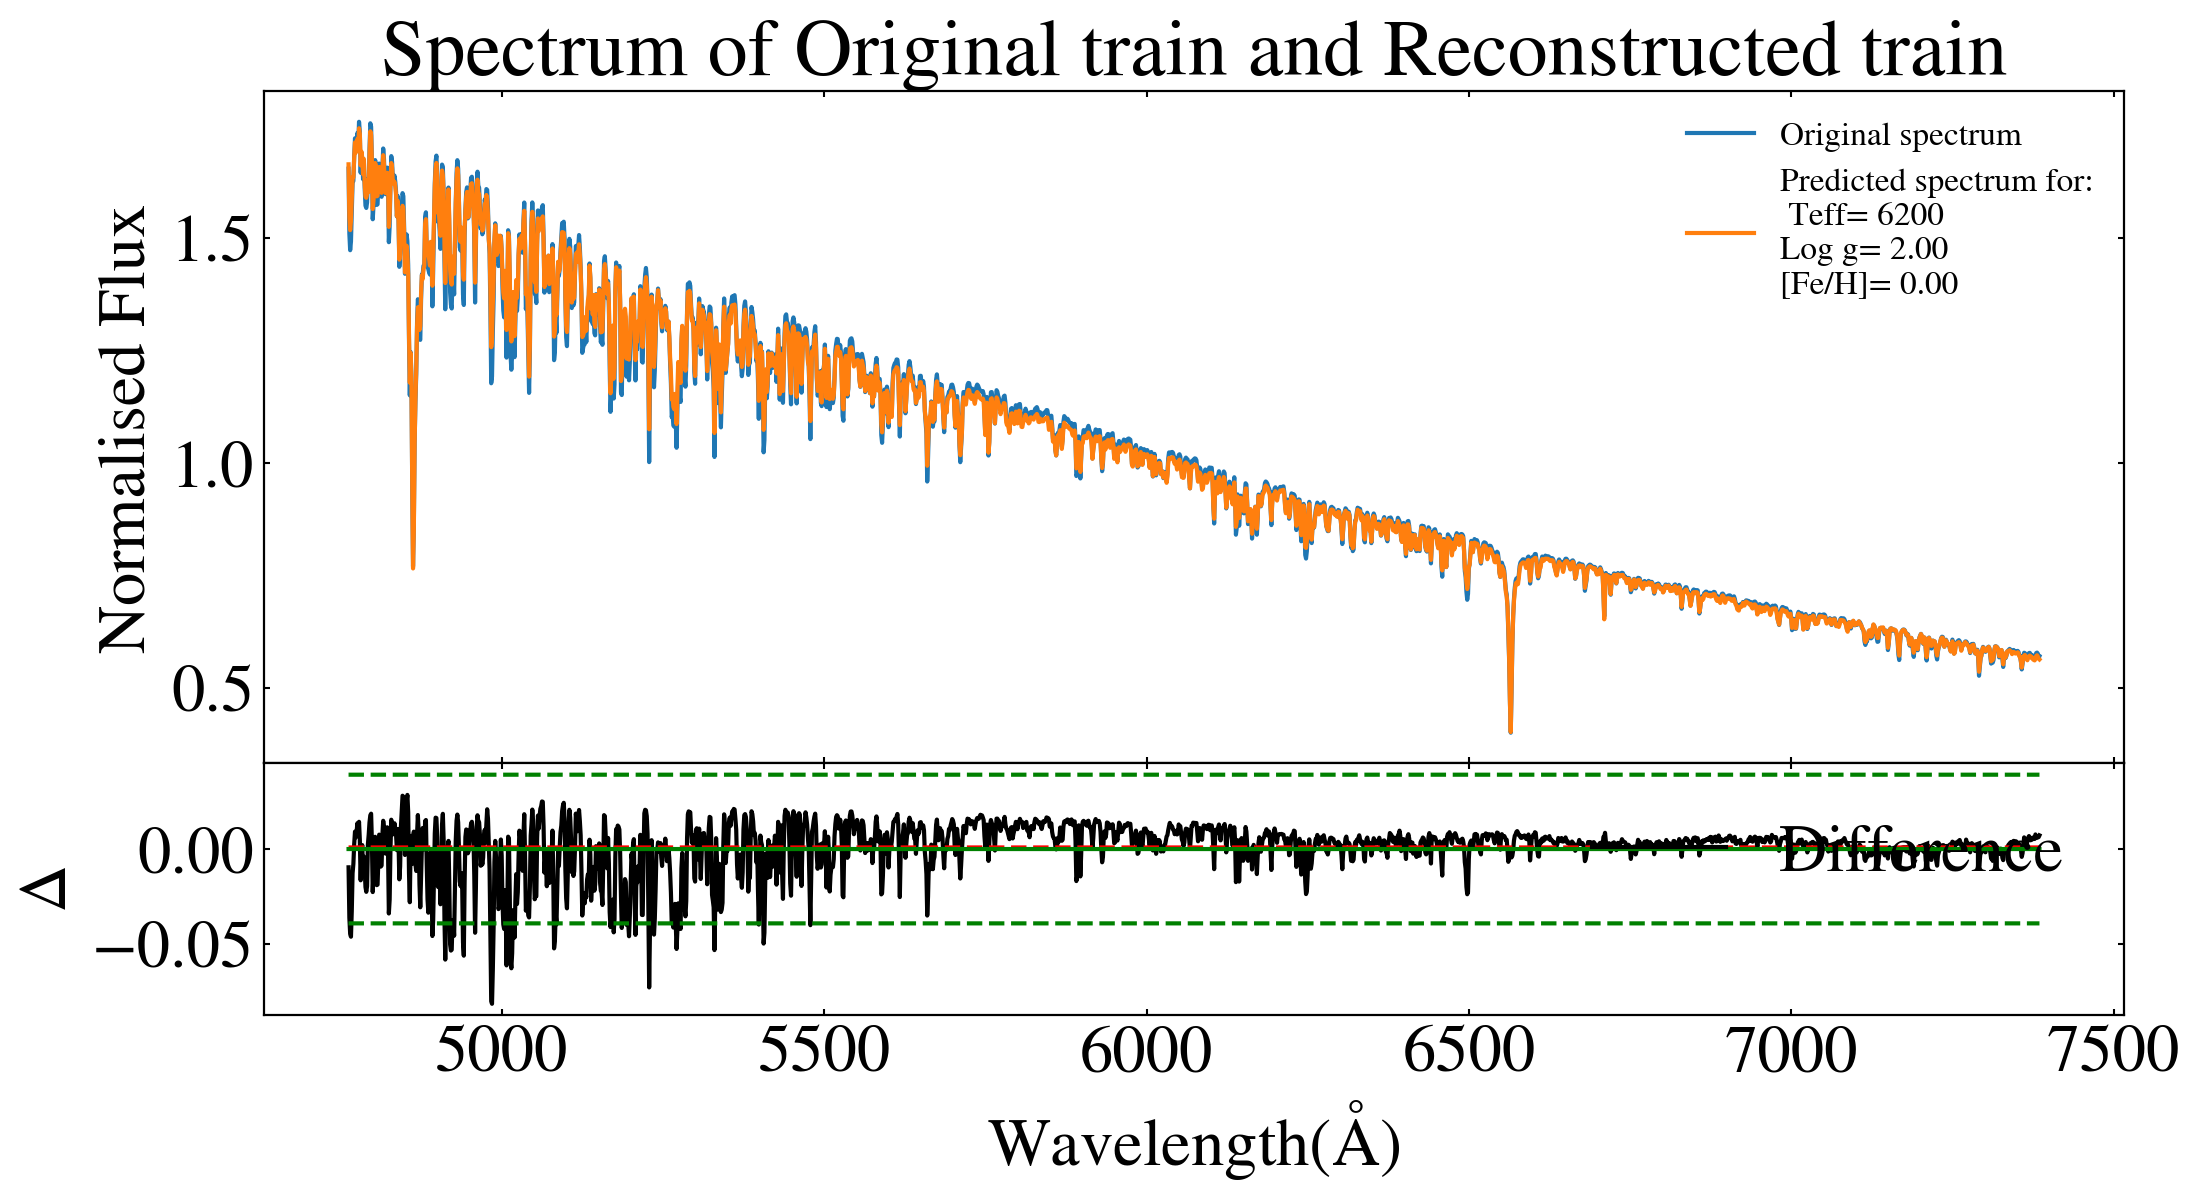 Spectrum of Original train and Reconstructed train
Original spectrum
Predicted spectrum for:
Teff= 6200
Log g= 2.00
[Fe/H]= 0.00
Normalised Flux
1.5
1.0
0.5
Difference
Δ
0.00
−0.05
5000 5500 6000 6500 7000 7500
Wavelength(Å)